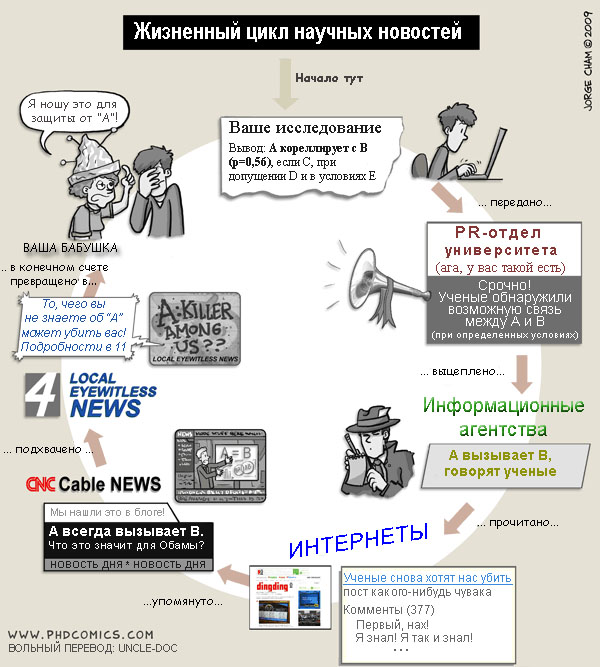 Жизненный цикл научных новостей
JORGE CHAM © 2009
Начало тут
Ваше исследование
Вывод: А кореллирует с В
(p=0,56), если С, при
допущении D и в условиях Е
... передано...
PR-отдел
университета
(ага, у вас такой есть)
Срочно!
Ученые обнаружили
возможную связь
между А и В
(при определенных условиях)
... выцеплено...
Информационные
агентства
А вызывает В,
говорят ученые
... прочитано...
ИНТЕРНЕТЫ
dingding
Ученые снова хотят нас убить
пост какого-нибудь чувака
Комменты (377)
Первый, нах!
Я знал! Я так и знал!
...
...упомянуто...
CNC Cable NEWS
Мы нашли это в блоге!
А всегда вызывает В.
Что это значит для Обамы?
новость дня * новость дня
NEWS
A = B
... подхвачено ...
4 LOCAL
EYEWITLESS
NEWS
То, чего вы
не знаете об "А"
может убить вас!
Подробности в 11
A: KILLER
AMONG
US??
LOCAL EYEWITLESS NEWS
... в конечном счете
превращено в...
ВАША БАБУШКА
Я ношу это для
защиты от "А"!
WWW.PHDCOMICS.COM
ВОЛЬНЫЙ ПЕРЕВОД: UNCLE-DOC